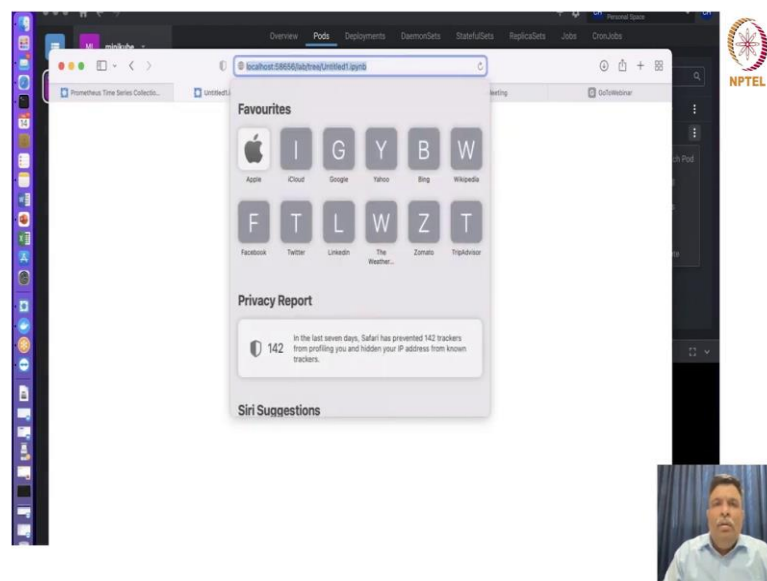 Personal Space
Overview Pods Deployments DaemonSets StatefulSets ReplicaSets Jobs CronJobs
MI minikube
localhost:58656/lab/tree/Untitled1.ipynb
Prometheus Time Series Collectio...
GoToWebinar
NPTEL
Favourites
I G Y B W
Apple iCloud Google Yahoo Bing Wikipedia
F T L W Z T
Facebook Twitter LinkedIn The Weather... Zomato TripAdvisor
Privacy Report
142 In the last seven days, Safari has prevented 142 trackers
from profiling you and hidden your IP address from known
trackers.
Siri Suggestions